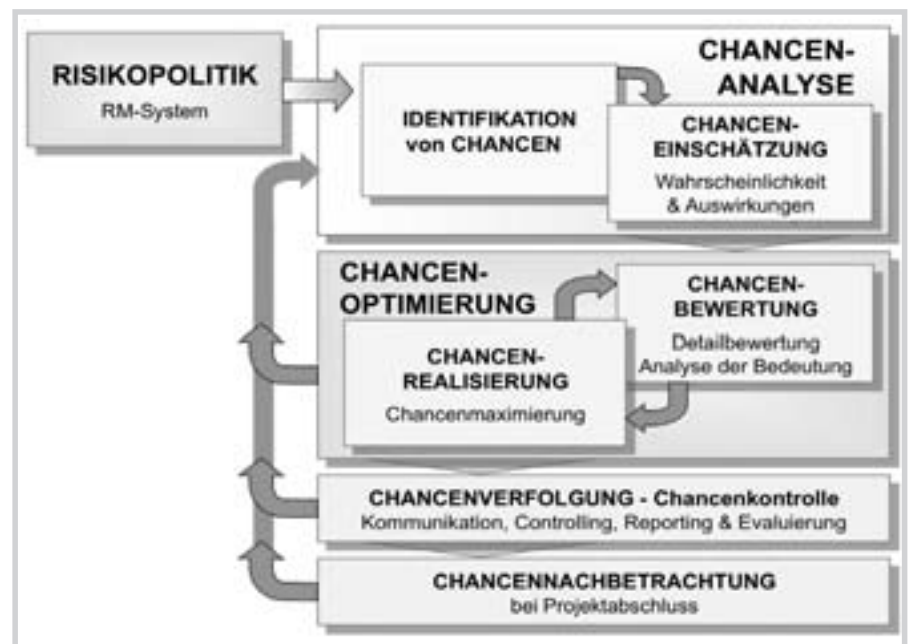 RISIKOPOLITIK
RM-System
CHANCEN-
ANALYSE
IDENTIFIKATION
von CHANCEN
CHANCEN-
EINSCHÄTZUNG
Wahrscheinlichkeit
& Auswirkungen
CHANCEN-
OPTIMIERUNG
CHANCEN-
BEWERTUNG
Detailbewertung
Analyse der Bedeutung
CHANCEN-
REALISIERUNG
Chancenmaximierung
CHANCENVERFOLGUNG - Chancenkontrolle
Kommunikation, Controlling, Reporting & Evaluierung
CHANCENNACHBETRACHTUNG
bei Projektabschluss